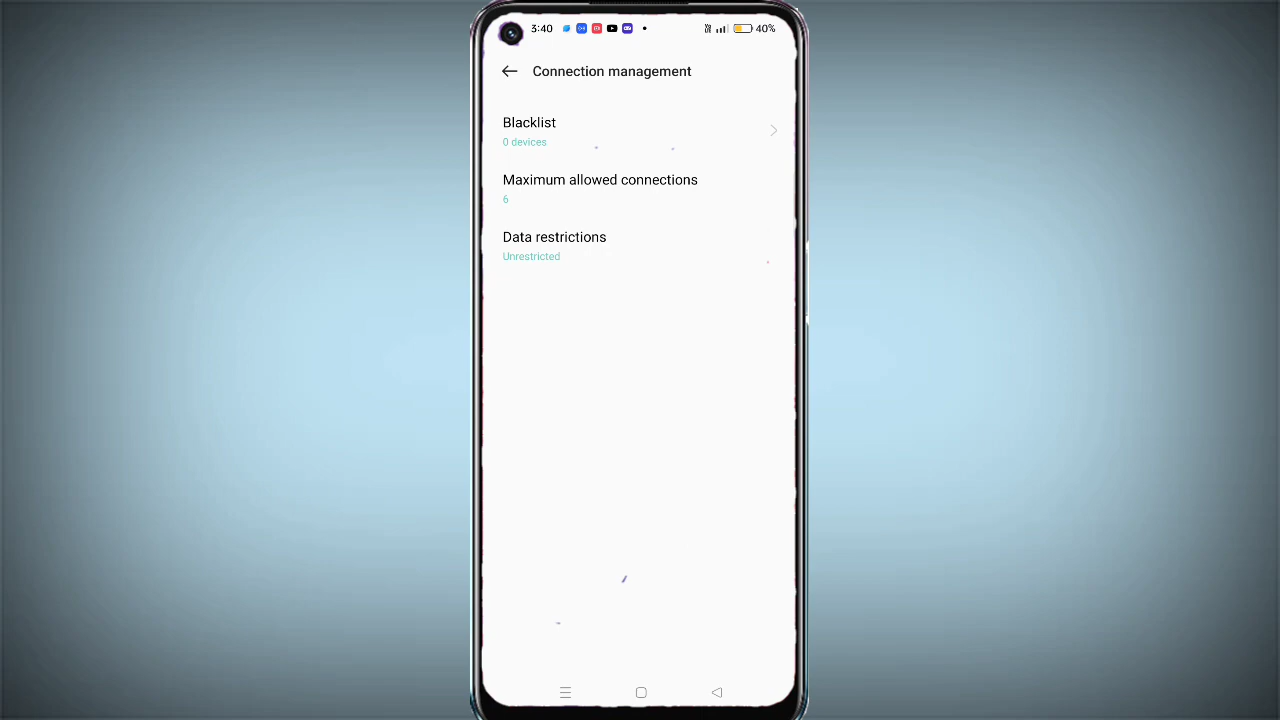 3:40 40%
Connection management
Blacklist
0 devices
Maximum allowed connections
6
Data restrictions
Unrestricted